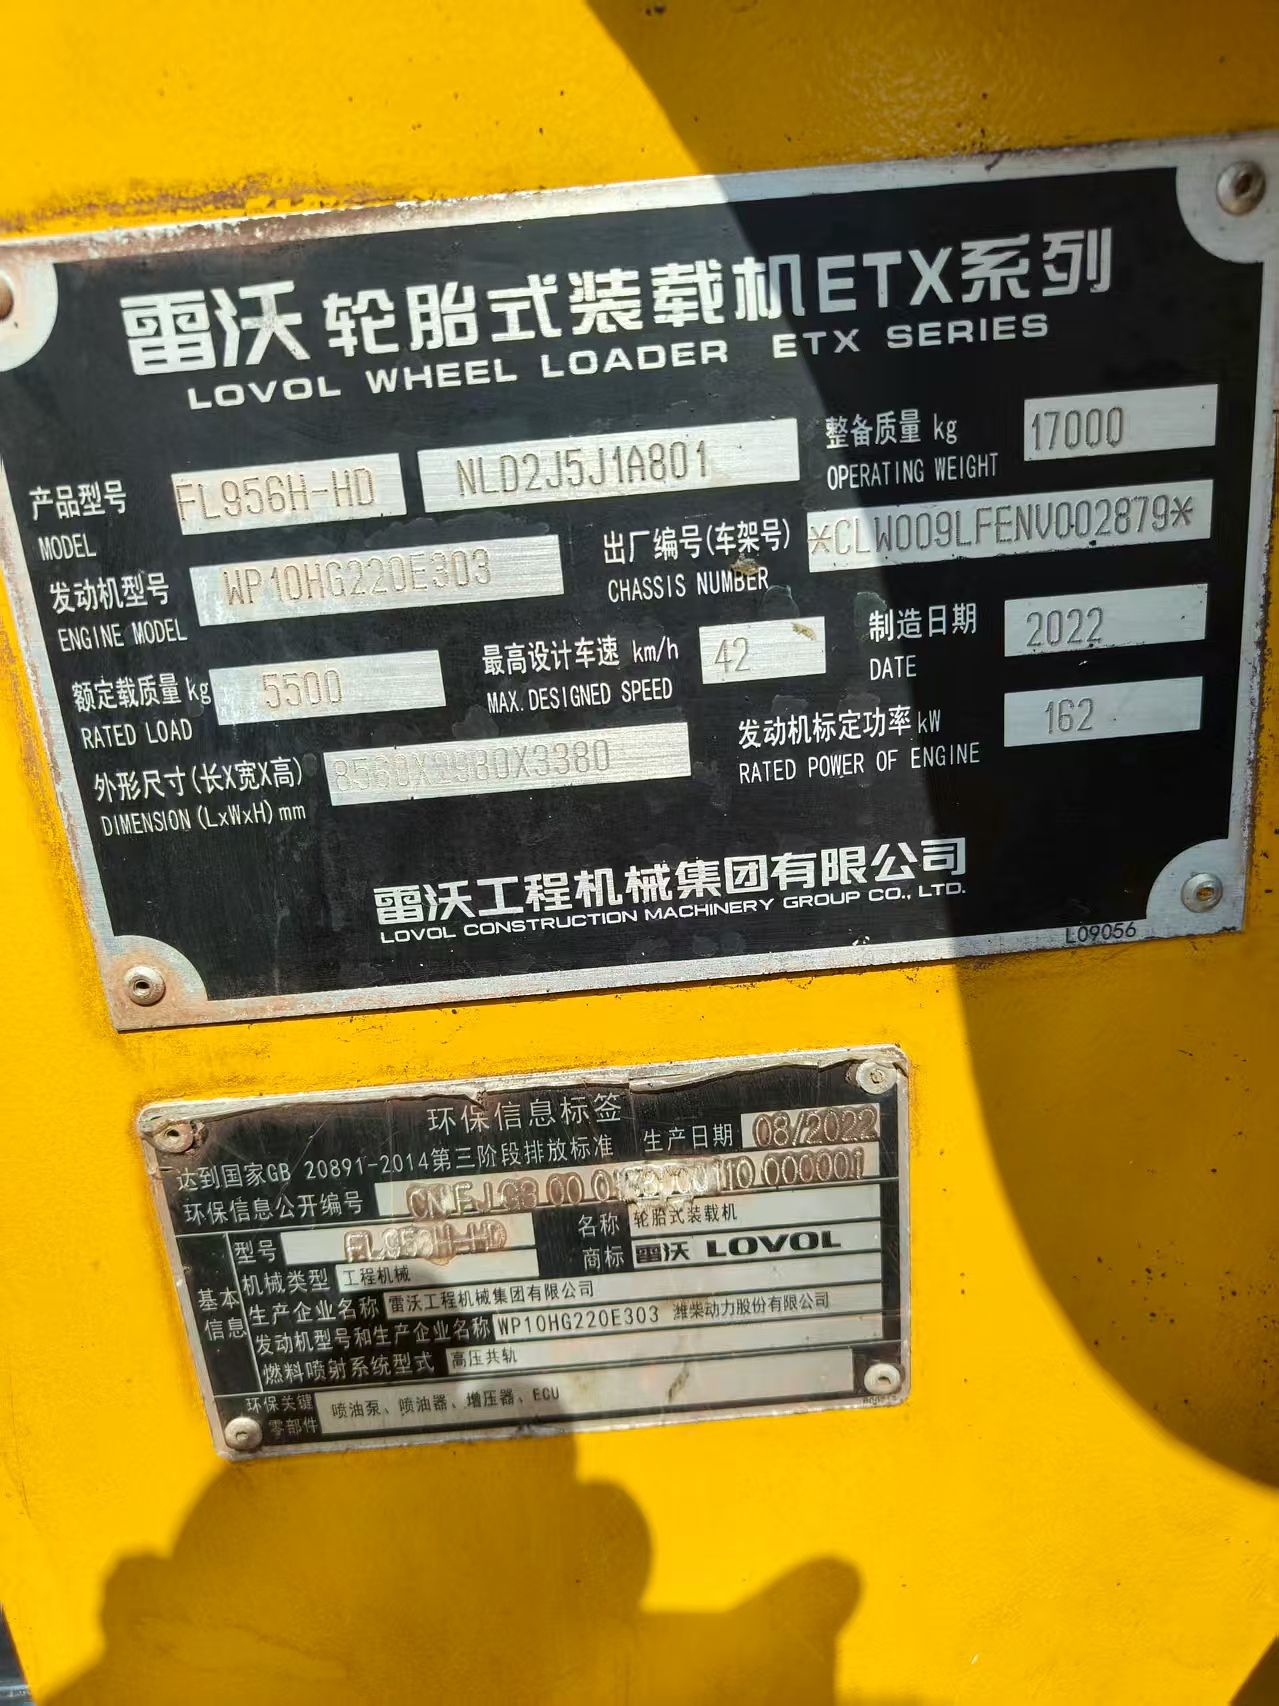 雷沃 轮胎式装载机ETX系列
LOVOL WHEEL LOADER ETX SERIES
产品型号 FL956H-HD NLD2J5J1A801 整备质量 kg 17000
MODEL OPERATING WEIGHT
发动机型号 WP10HG220E303 出厂编号(车架号) *CLW009LFENV002879*
ENGINE MODEL CHASSIS NUMBER
额定载质量 kg 5500 最高设计车速 km/h 42 制造日期 2022
RATED LOAD MAX. DESIGNED SPEED DATE
外形尺寸(长X宽X高) 8560X2980X3380 发动机标定功率 kW 162
DIMENSION (LxWxH) mm RATED POWER OF ENGINE
雷沃工程机械集团有限公司
LOVOL CONSTRUCTION MACHINERY GROUP CO., LTD.
L09056
环保信息标签
达到国家GB 20891-2014第三阶段排放标准 生产日期 08/2022
环保信息公开编号
型号 FL956H-HD 名称 轮胎式装载机
机械类型 工程机械 商标 雷沃 LOVOL
基本信息
生产企业名称 雷沃工程机械集团有限公司
发动机型号和生产企业名称 WP10HG220E303 潍柴动力股份有限公司
燃料喷射系统型式 高压共轨
环保关键零部件 喷油泵、喷油器、增压器、ECU